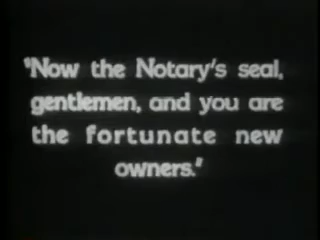 "Now the Notary's seal,
gentlemen, and you are
the fortunate new
owners."